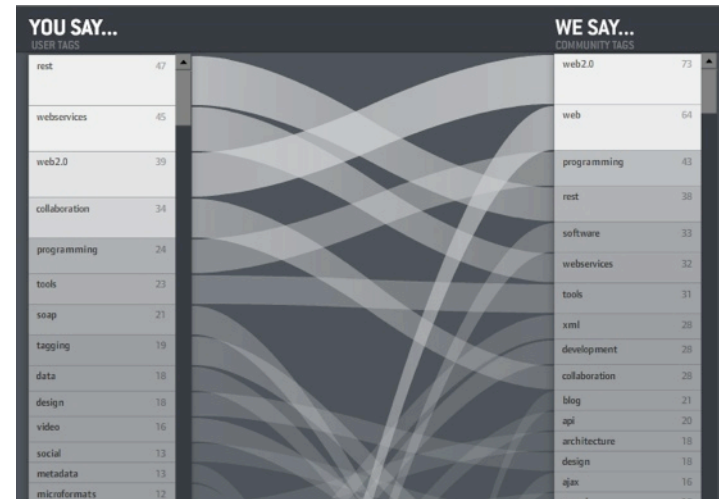 YOU SAY...
USER TAGS
rest 47
webservices 45
web2.0 39
collaboration 34
programming 24
tools 23
soap 21
tagging 19
data 18
design 18
video 16
social 13
metadata 13
microformats 12
WE SAY...
COMMUNITY TAGS
web2.0 73
web 64
programming 43
rest 38
software 33
webservices 32
tools 31
xml 28
development 28
collaboration 28
blog 21
api 20
architecture 18
design 18
ajax 16